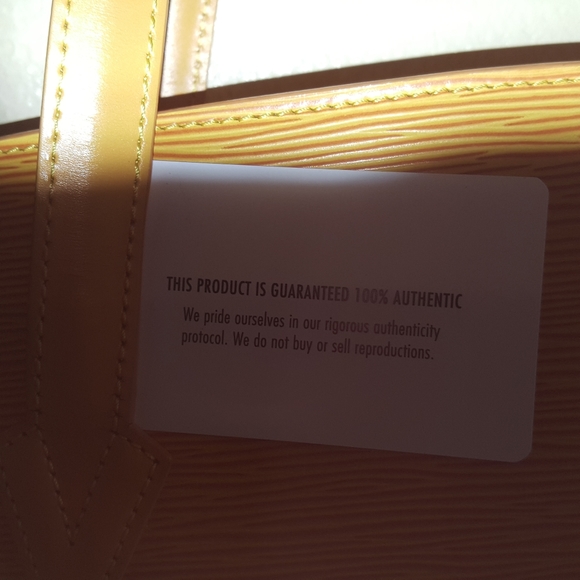 THIS PRODUCT IS GUARANTEED 100% AUTHENTIC
We pride ourselves in our rigorous authenticity
protocol. We do not buy or sell reproductions.